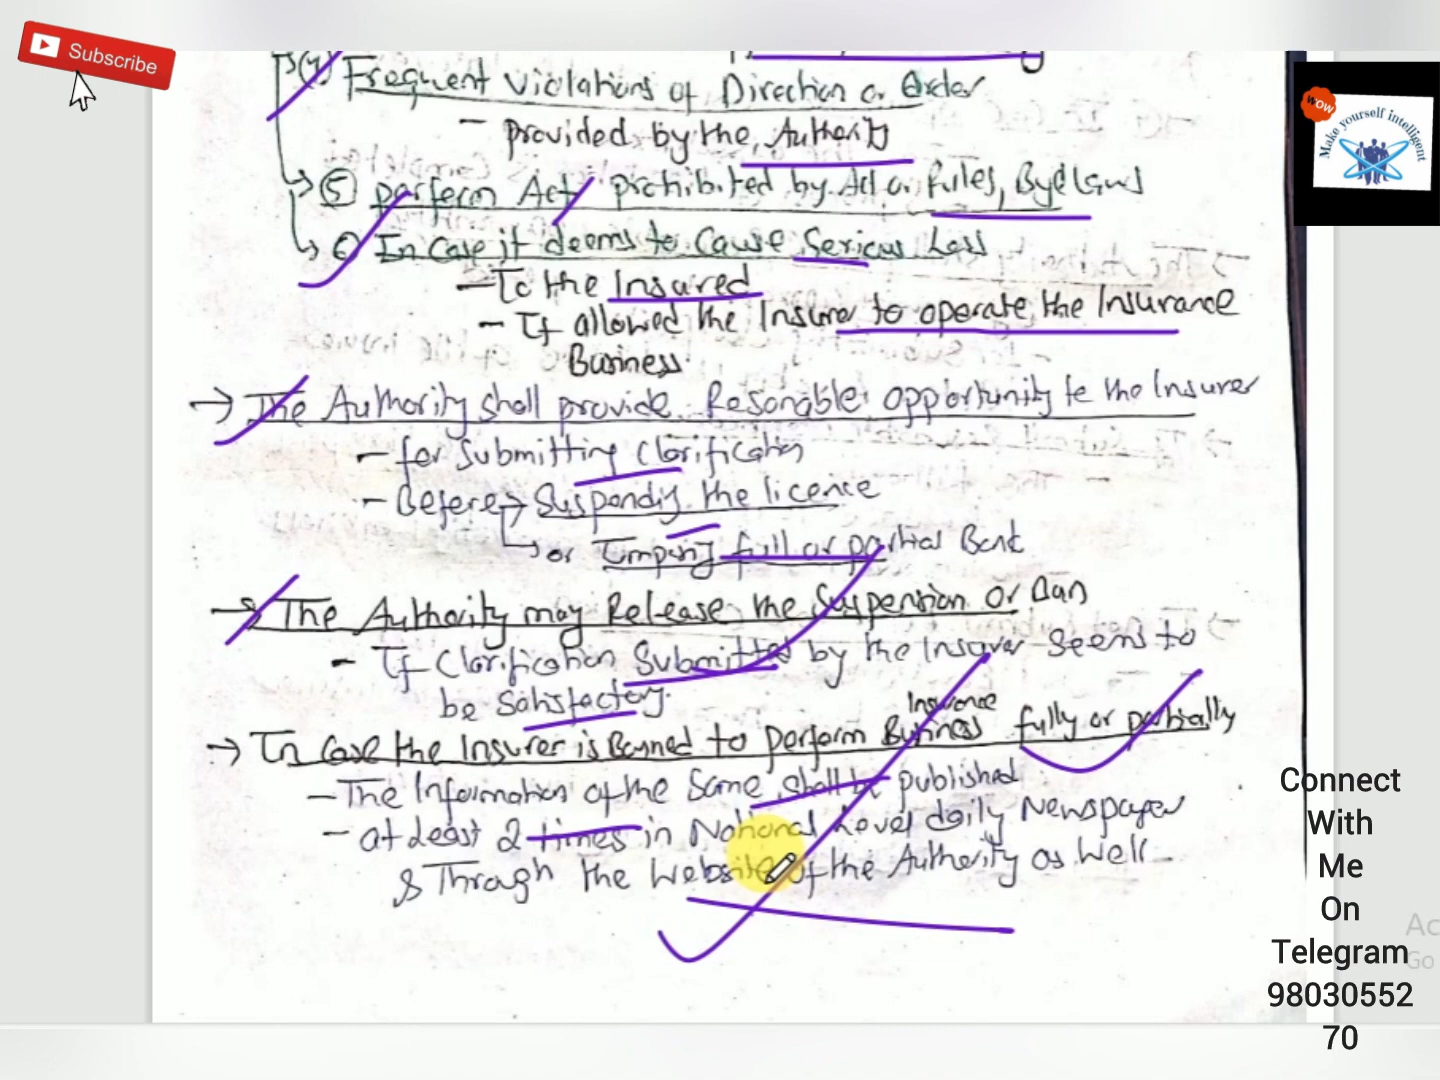 Subscribe
Frequent Violations of Direction or Order
- provided by the Authority
→ ⑤ perform Act prohibited by Act or Rules, Byelaws
In Case it deems to Cause Serious Loss
- To the Insured
- If allowed the Insurer to operate the Insurance
Business.
→ The Authority shall provide Resonable opportunity to the Insurer
- for Submitting Clarification
- Before → Suspending the licence
↳ or Imposing full or partial
→ The Authority may Release the Suspension or Ban
- If Clarification Submitted by the Insurer Seems to
be Satisfactory.
Insurance
→ In Case the Insurer is Banned to perform Business fully or partially
- The Information of the Same shall be published
- at least 2 times in National Level daily Newspaper
& Through the Website of the Authority as Well
WOW
Make yourself intelligent
Connect
With
Me
On
Telegram
98030552
70
Ac
Go